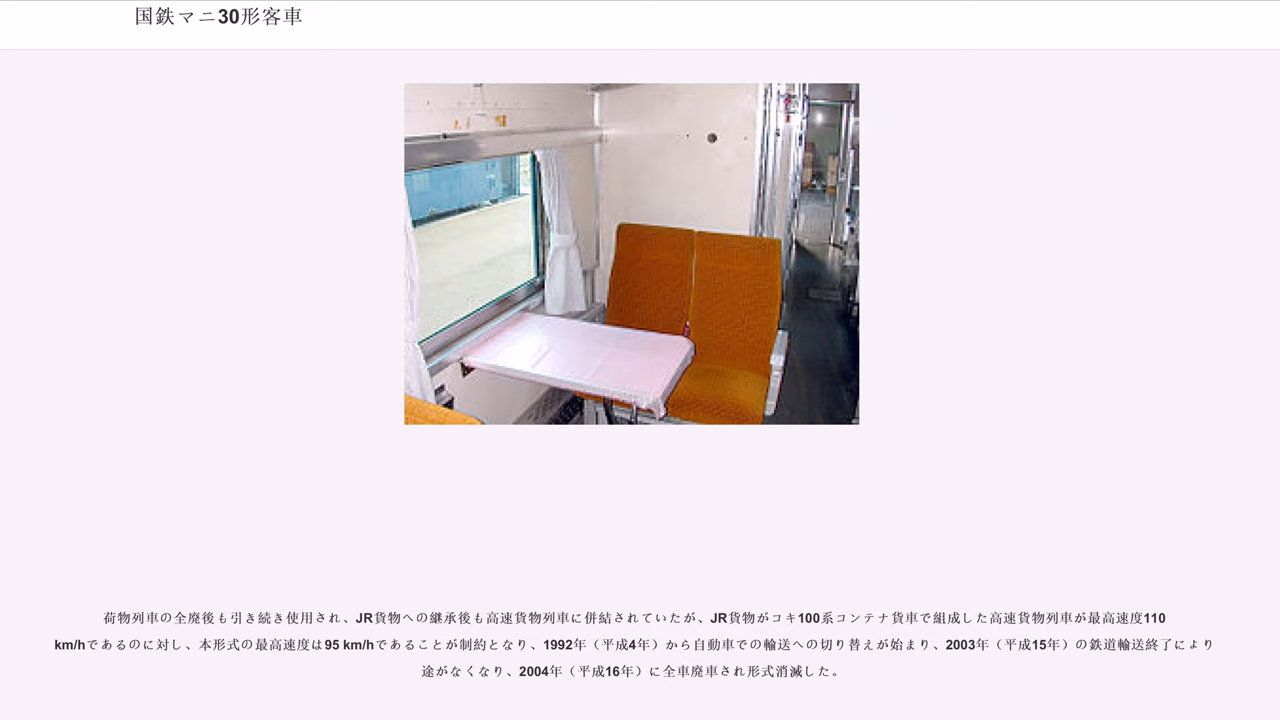 国鉄マニ30形客車
荷物列車の全廃後も引き続き使用され、JR貨物への継承後も高速貨物列車に併結されていたが、JR貨物がコキ100系コンテナ貨車で組成した高速貨物列車が最高速度110
km/hであるのに対し、本形式の最高速度は95 km/hであることが制約となり、1992年（平成4年）から自動車での輸送への切り替えが始まり、2003年（平成15年）の鉄道輸送終了により
途がなくなり、2004年（平成16年）に全車廃車され形式消滅した。